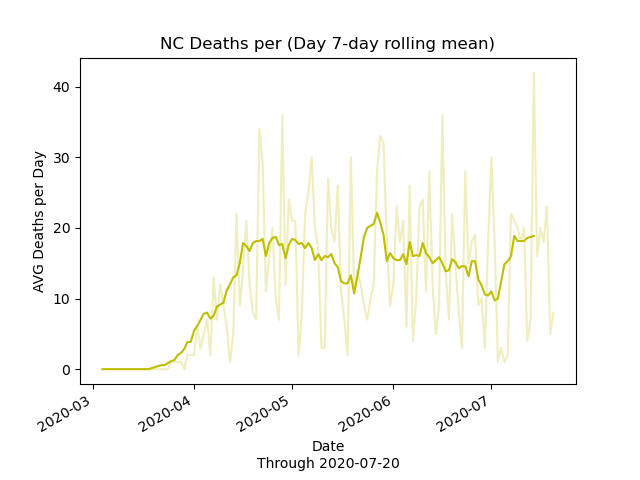 NC Deaths per (Day 7-day rolling mean)
AVG Deaths per Day
40
30
20
10
0
2020-03
2020-04
2020-05
2020-06
2020-07
Date
Through 2020-07-20